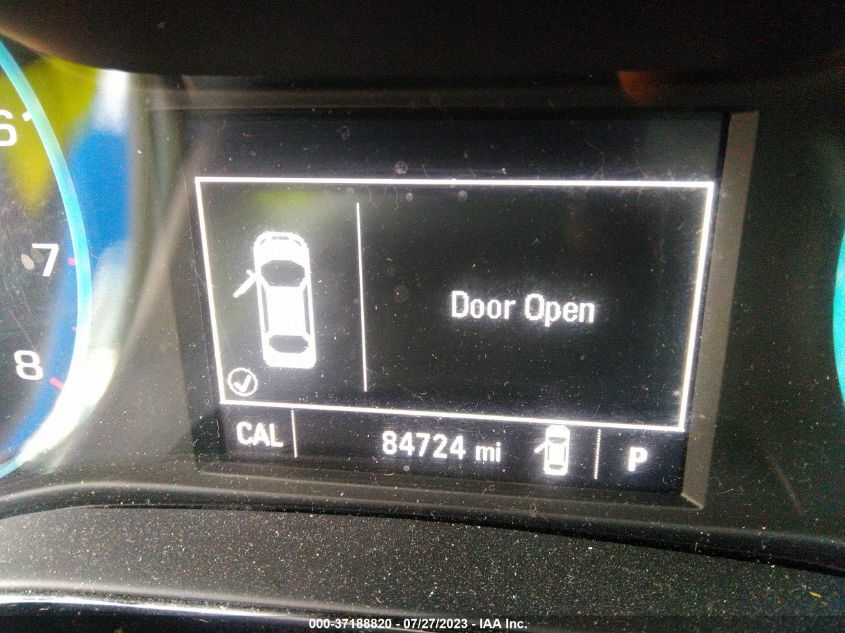 6
7
8
Door Open
CAL 84724 mi P
000-37188820 - 07/27/2023 - IAA Inc.